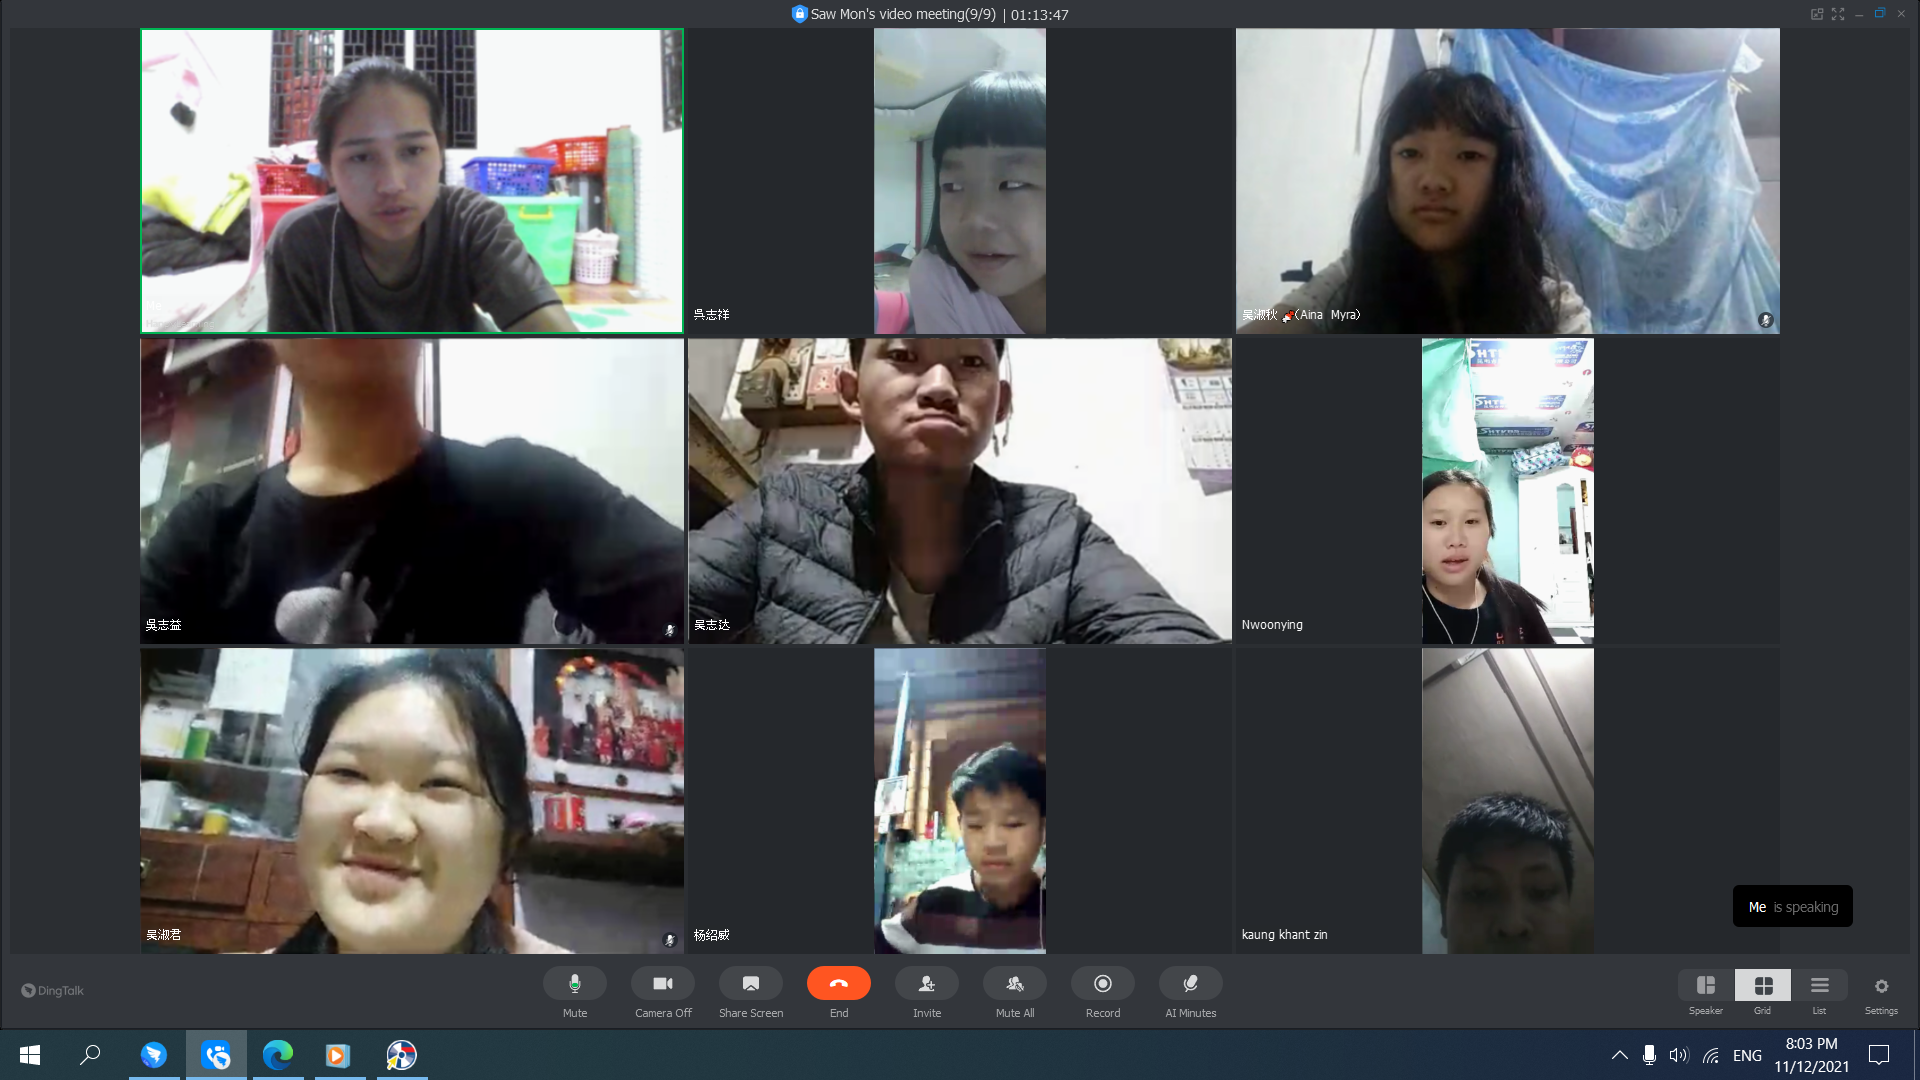 Saw Mon's video meeting(9/9) | 01:13:47
Me
吳志祥
吴淑秋 (Aina Myra)
吳志益
吴志达
Nwoonying
吴淑君
杨绍威
kaung khant zin
Me is speaking
DingTalk
Mute
Camera Off
Share Screen
End
Invite
Mute All
Record
AI Minutes
Speaker
Grid
List
Settings
ENG
8:03 PM
11/12/2021